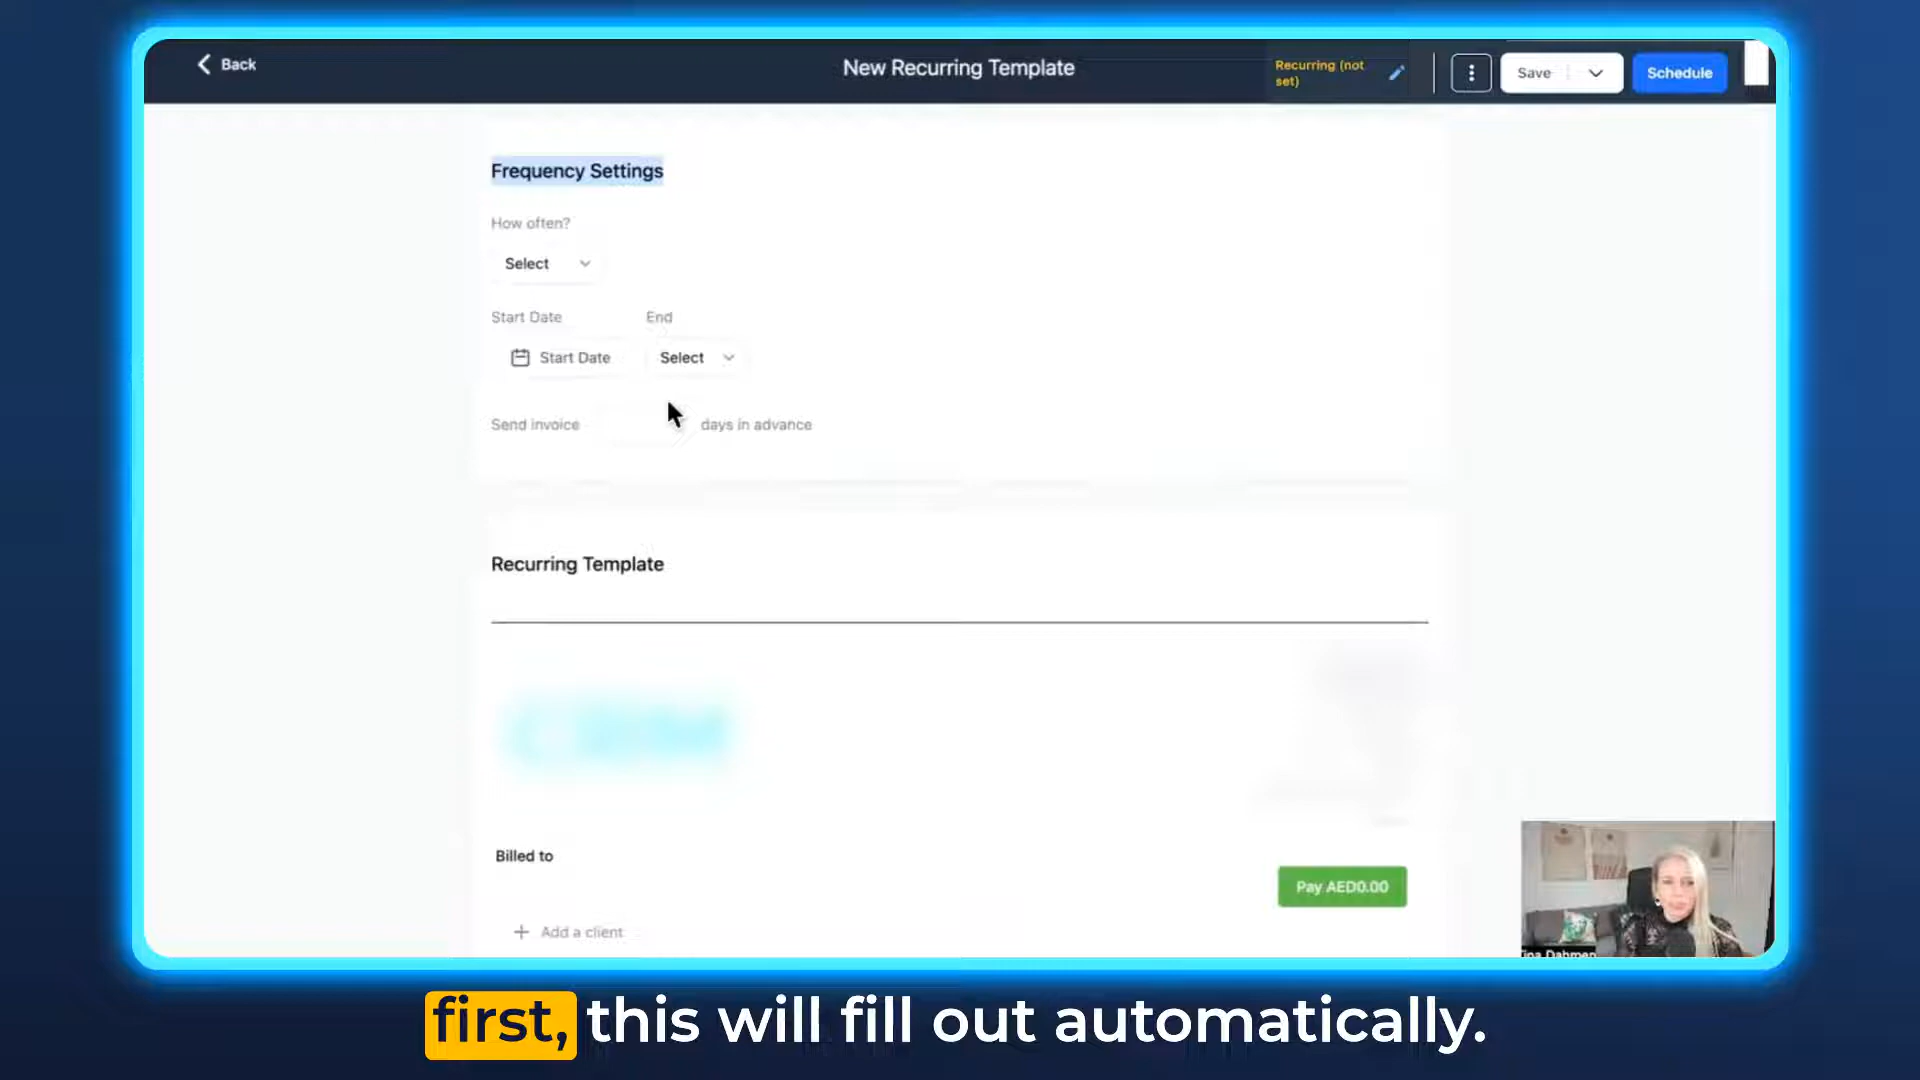 Back
New Recurring Template
Recurring (not
set)
Save
Schedule
Frequency Settings
How often?
Select
Start Date
End
Start Date
Select
Send invoice
days in advance
Recurring Template
Billed to
Pay AED0.00
Add a client
Dahmen
first, this will fill out automatically.